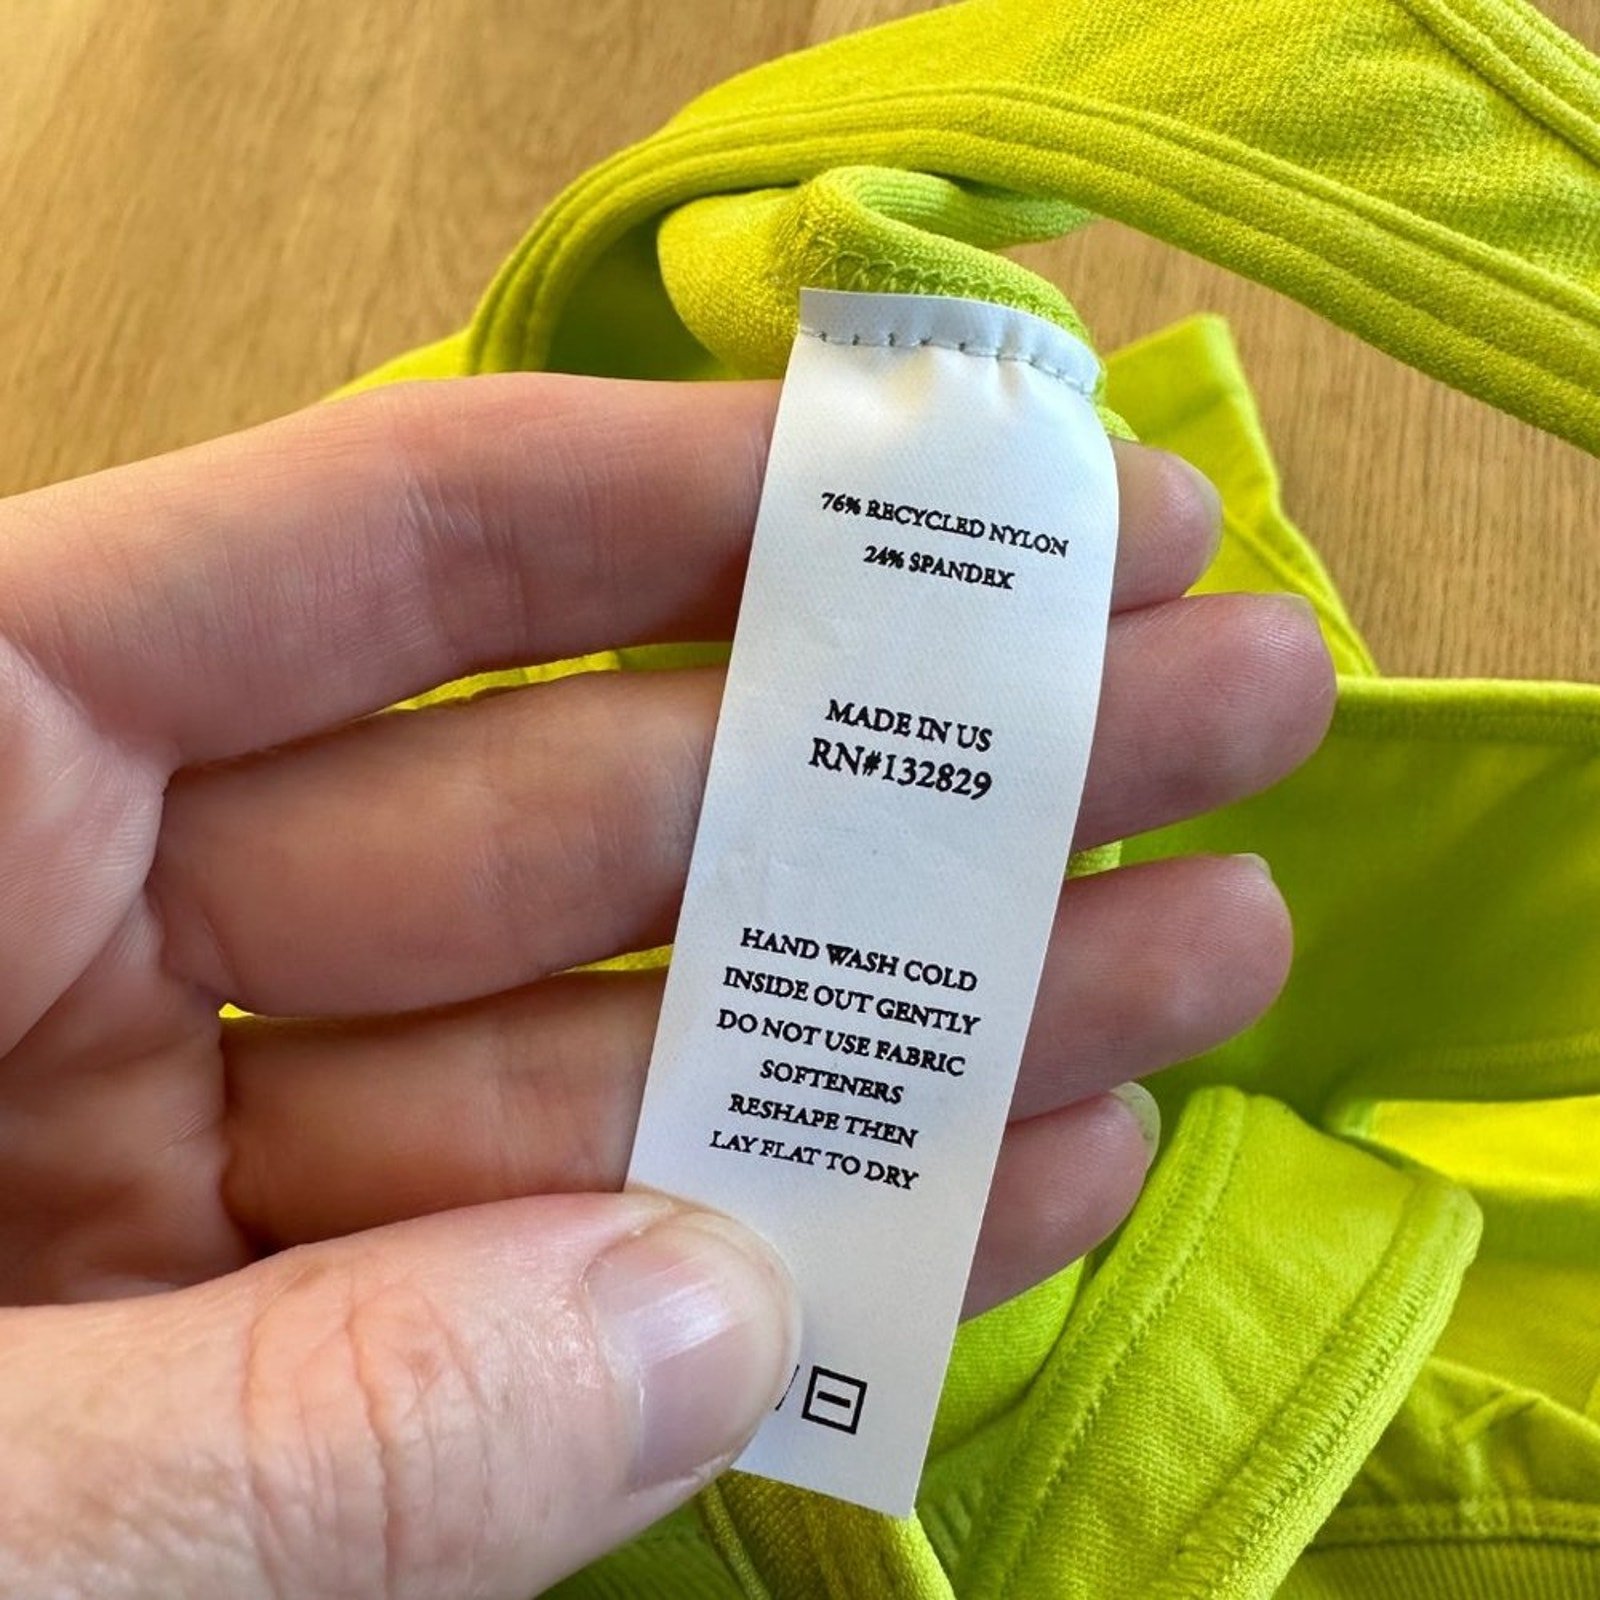 76% RECYCLED NYLON
24% SPANDEX
MADE IN US
RN#132829
HAND WASH COLD
INSIDE OUT GENTLY
DO NOT USE FABRIC
SOFTENERS
RESHAPE THEN
LAY FLAT TO DRY